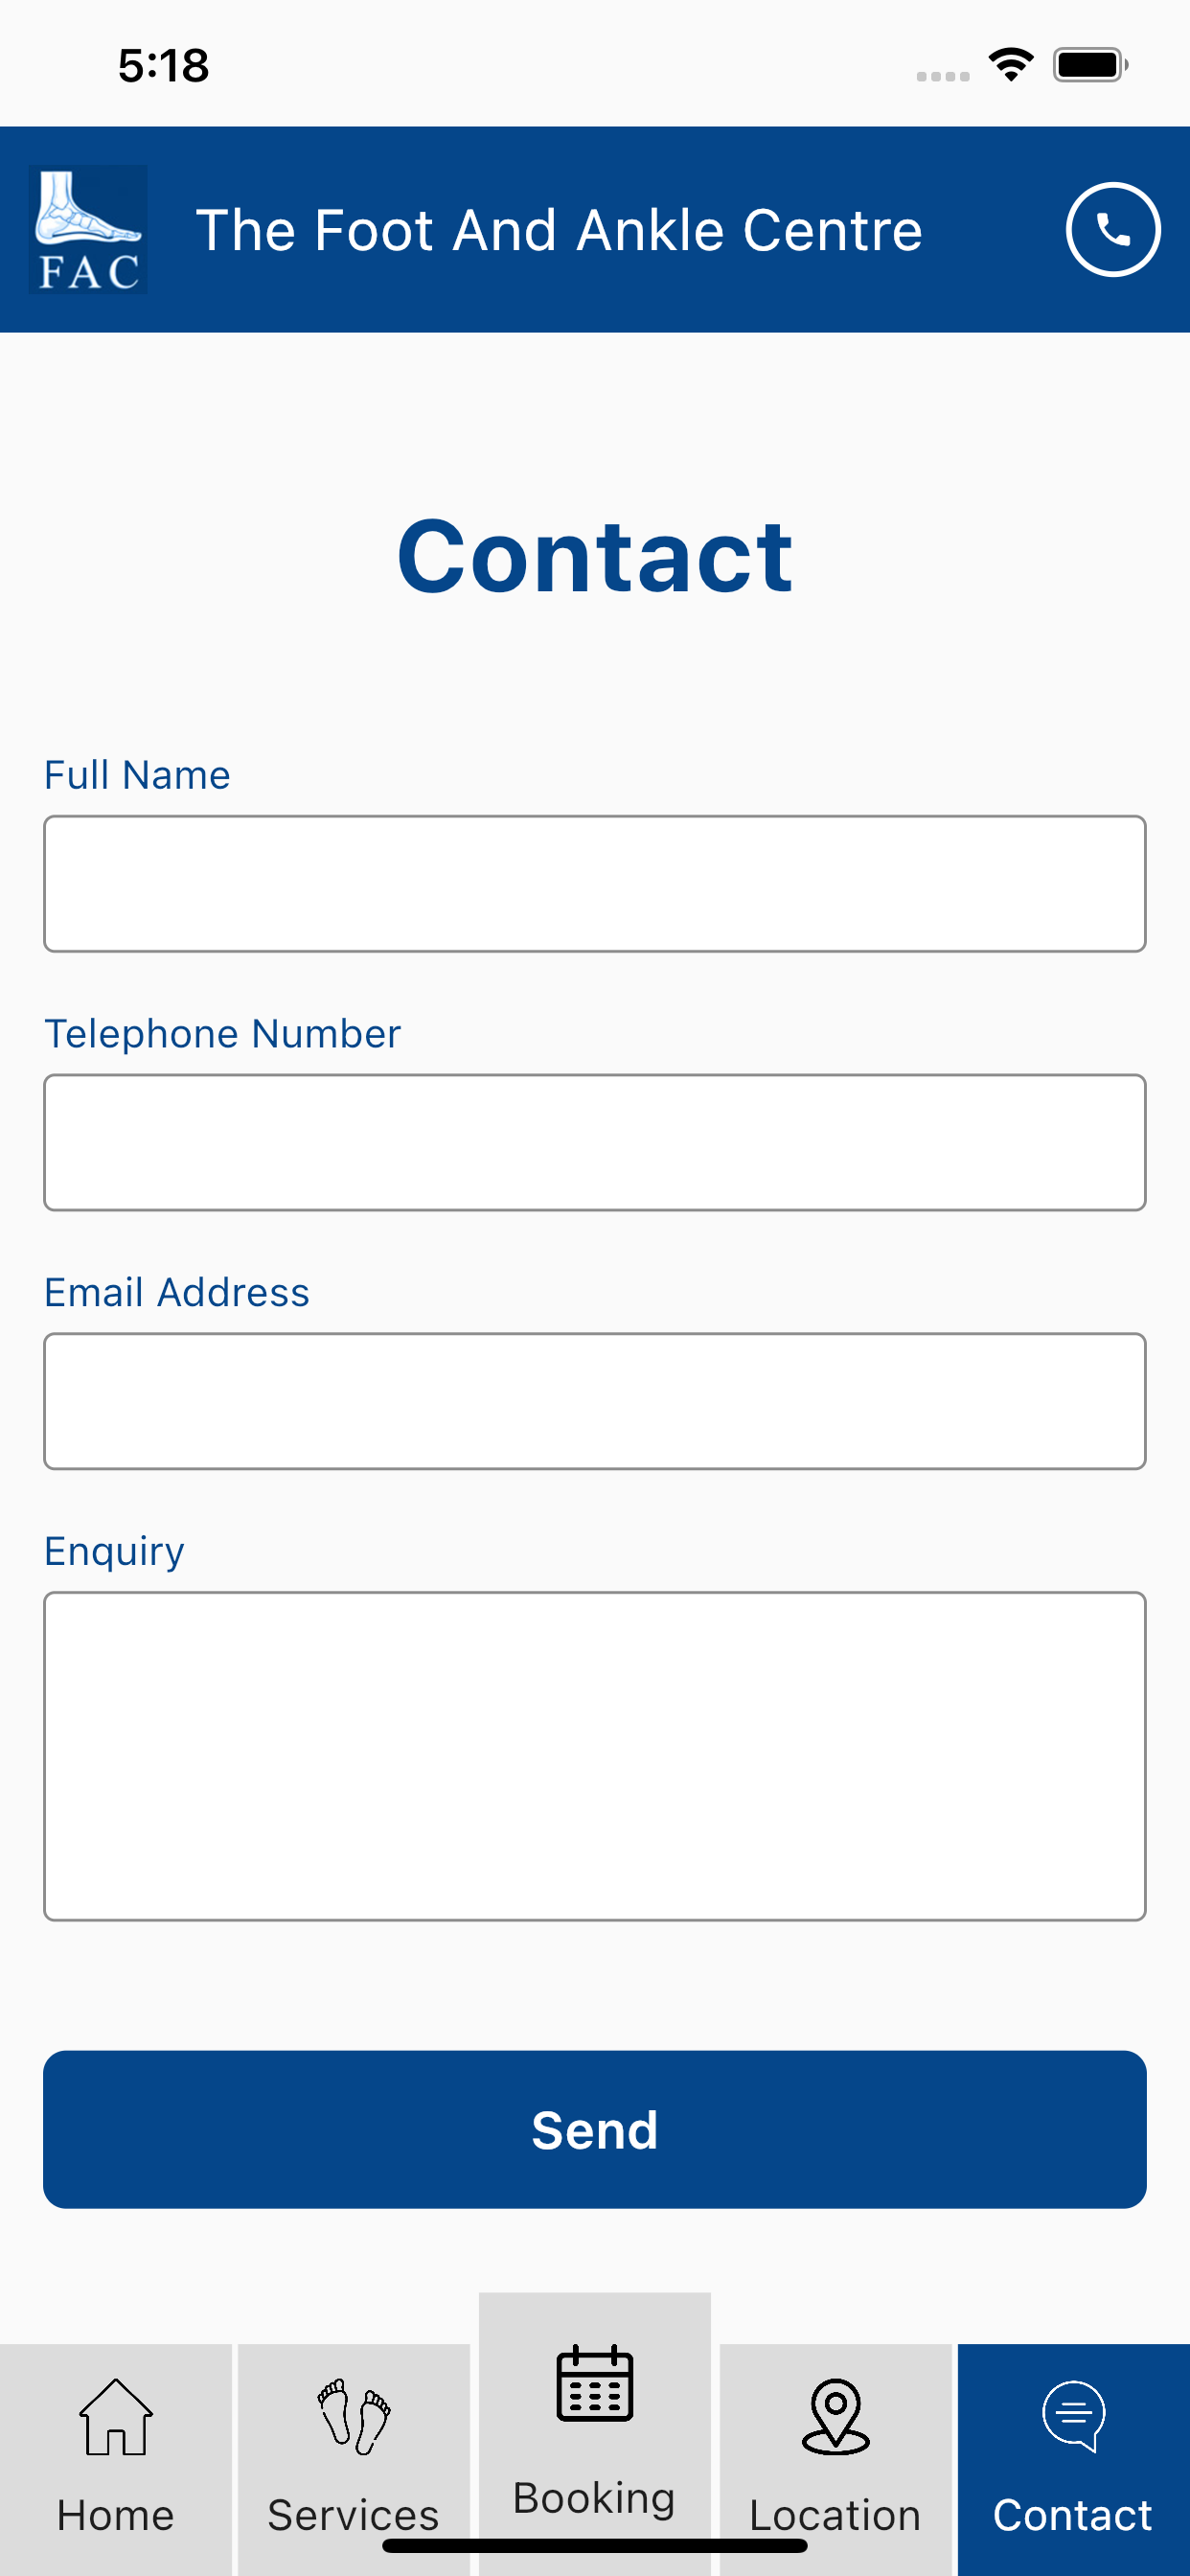 5:18
FAC
The Foot And Ankle Centre
Contact
Full Name
Telephone Number
Email Address
Enquiry
Send
Home
Services
Booking
Location
Contact